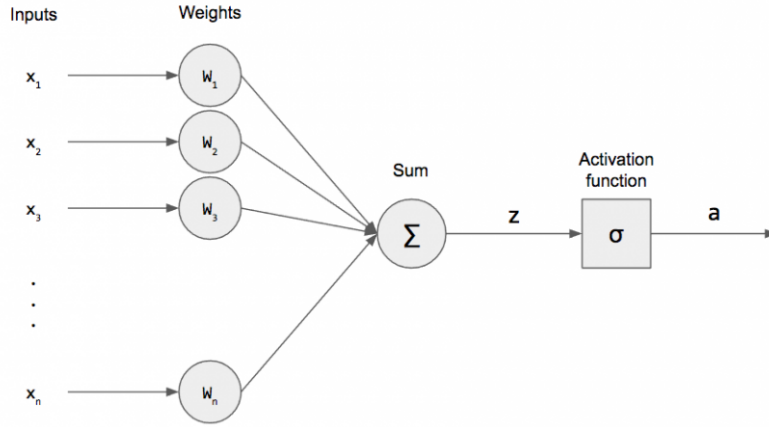 Inputs
Weights
x₁
W₁
x₂
W₂
x₃
W₃
Sum
Activation
function
Σ
z
σ
a
.
.
.
xₙ
Wₙ